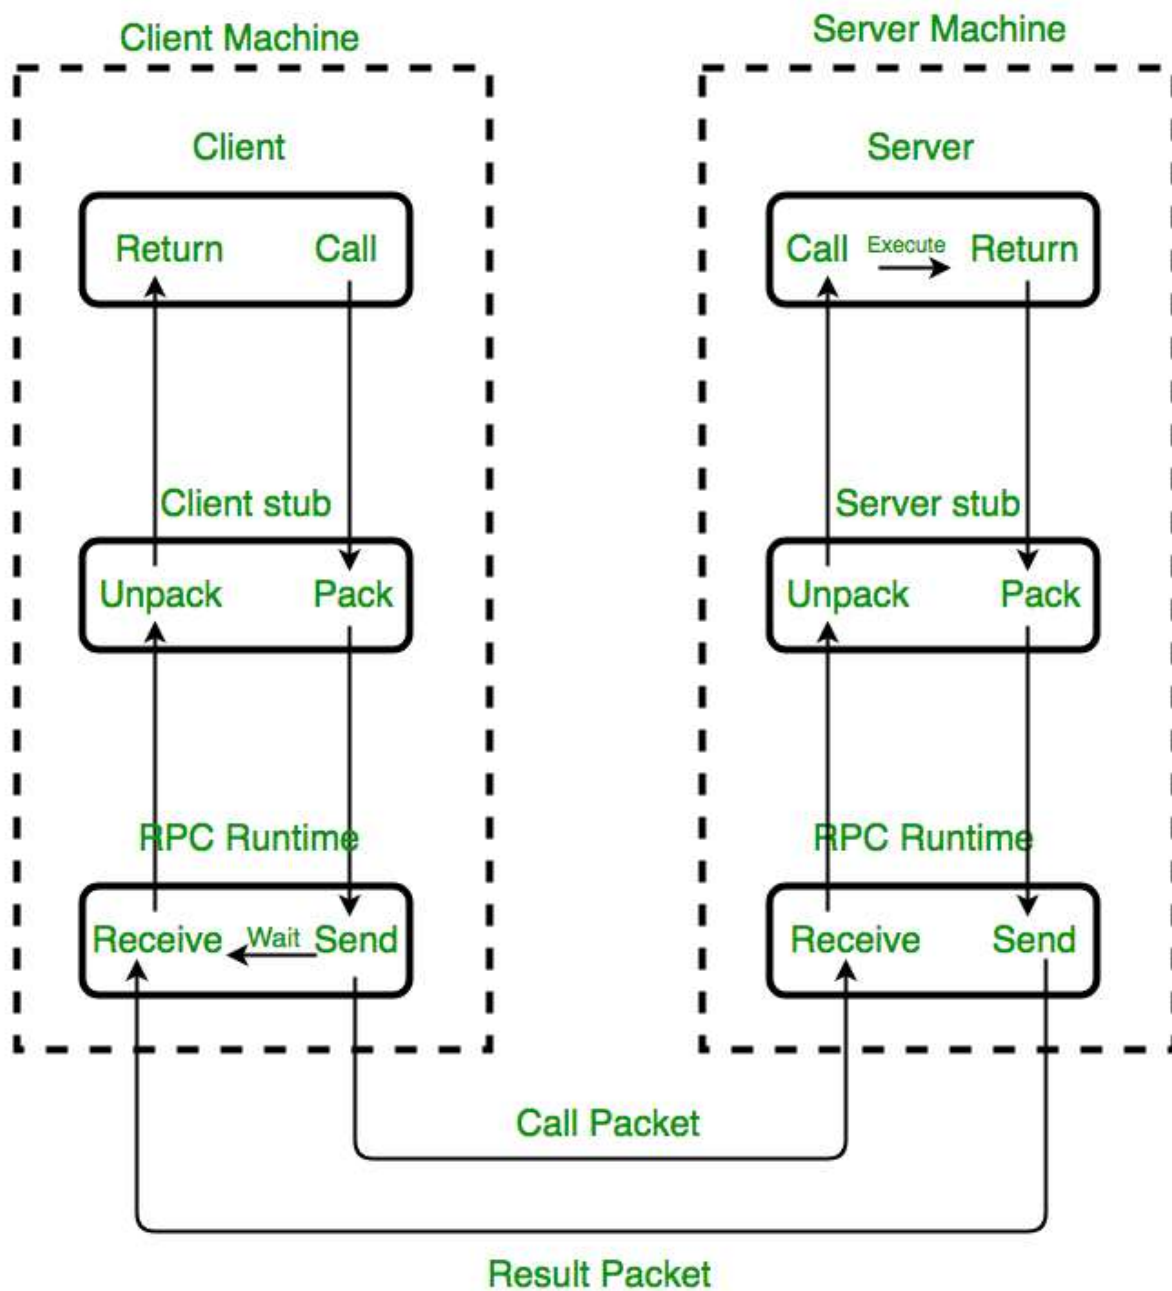 Client Machine
Server Machine
Client
Server
Return Call
Call Execute Return
Client stub
Server stub
Unpack Pack
Unpack Pack
RPC Runtime
RPC Runtime
Receive Wait Send
Receive Send
Call Packet
Result Packet